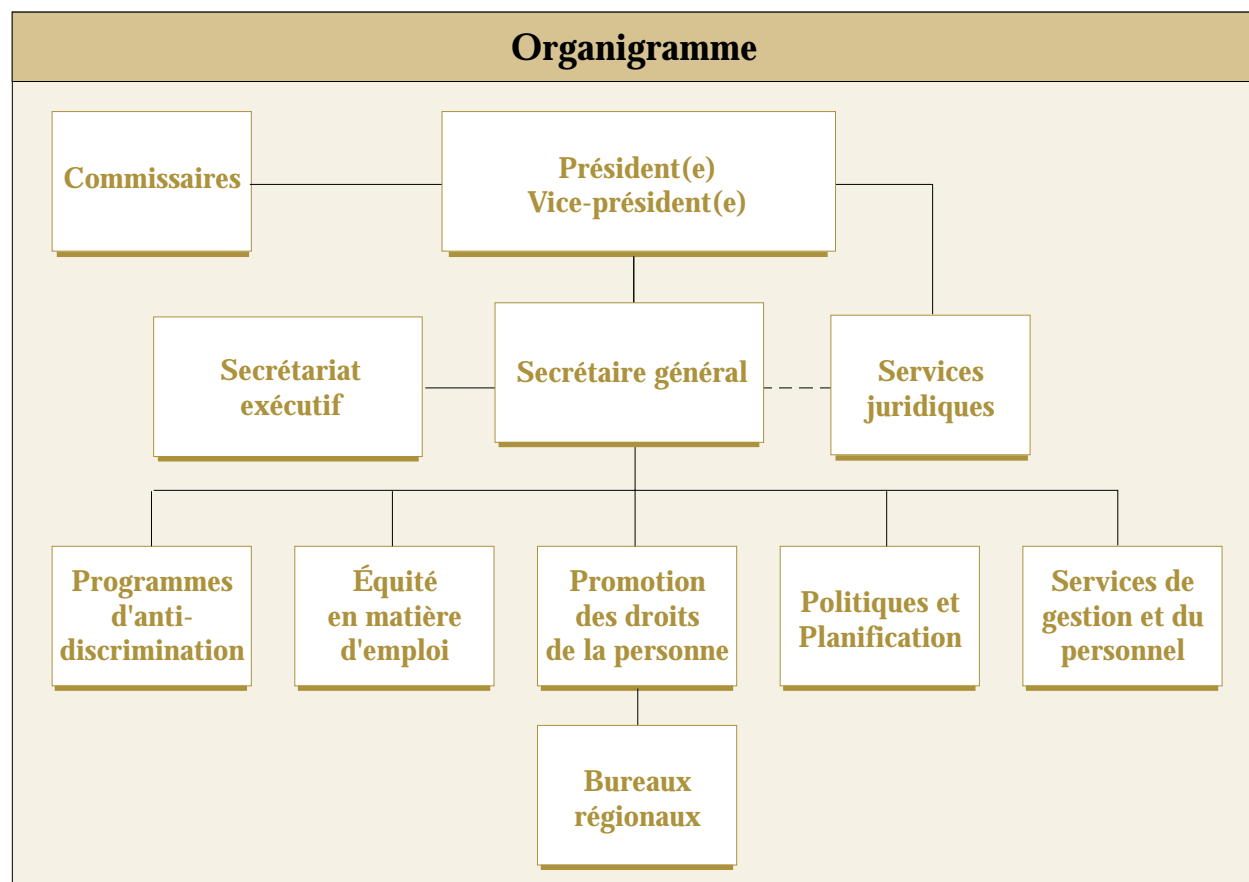 Organigramme
Commissaires
Président(e)
Vice-président(e)
Secrétariat
exécutif
Secrétaire général
Services
juridiques
Programmes
d'anti-
discrimination
Équité
en matière
d'emploi
Promotion
des droits
de la personne
Politiques et
Planification
Services de
gestion et du
personnel
Bureaux
régionaux